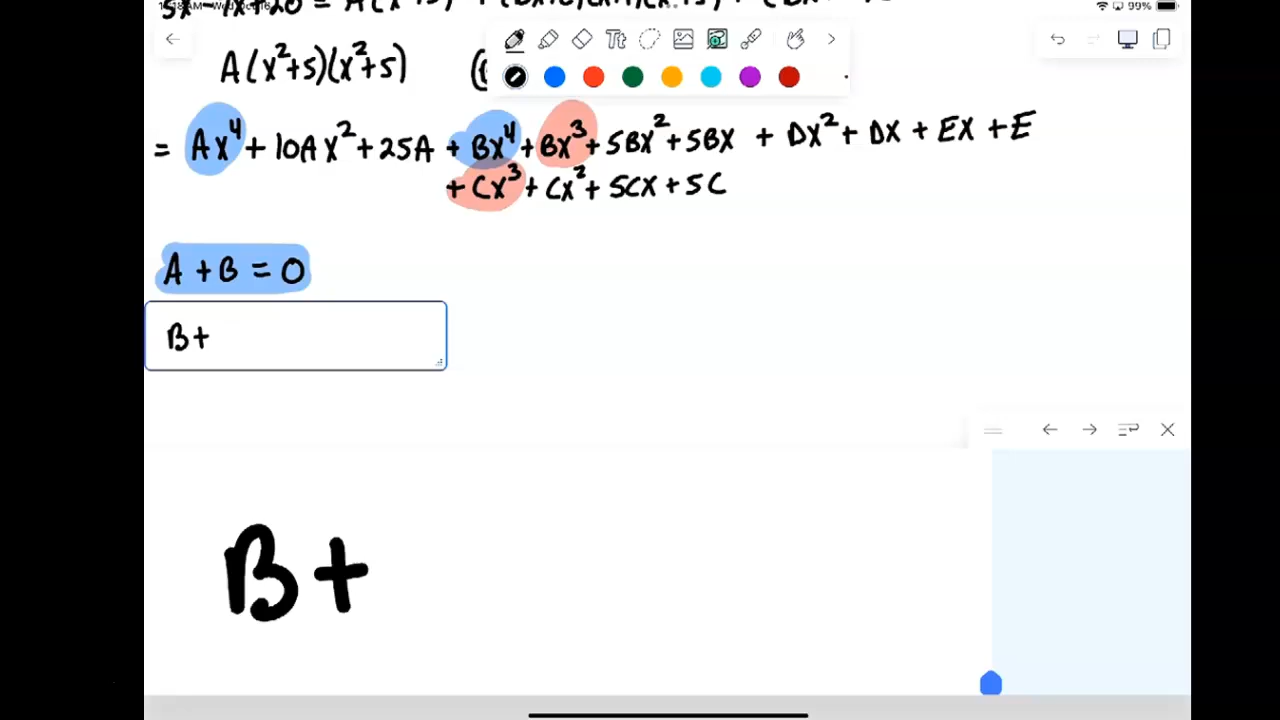 99%
A(x²+5)(x²+5)
= Ax⁴ + 10Ax² + 25A + Bx⁴ + Bx³ + 5Bx² + 5Bx + Dx² + Dx + Ex + E
+ Cx³ + Cx² + 5Cx + 5C
A + B = 0
B +
B +